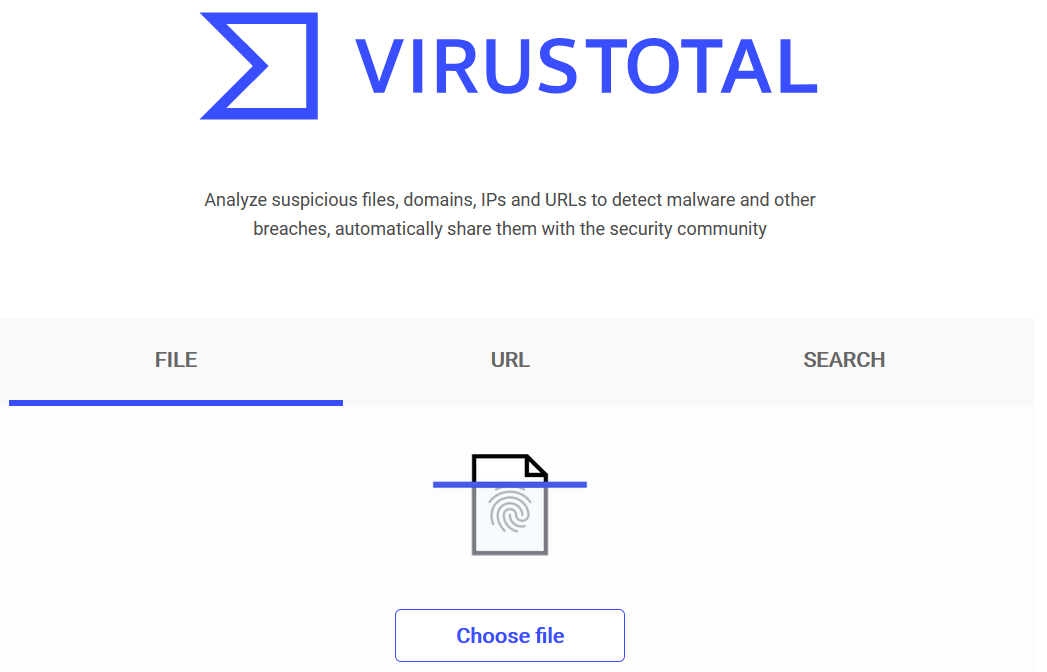 VIRUSTOTAL
Analyze suspicious files, domains, IPs and URLs to detect malware and other
breaches, automatically share them with the security community
FILE
URL
SEARCH
Choose file